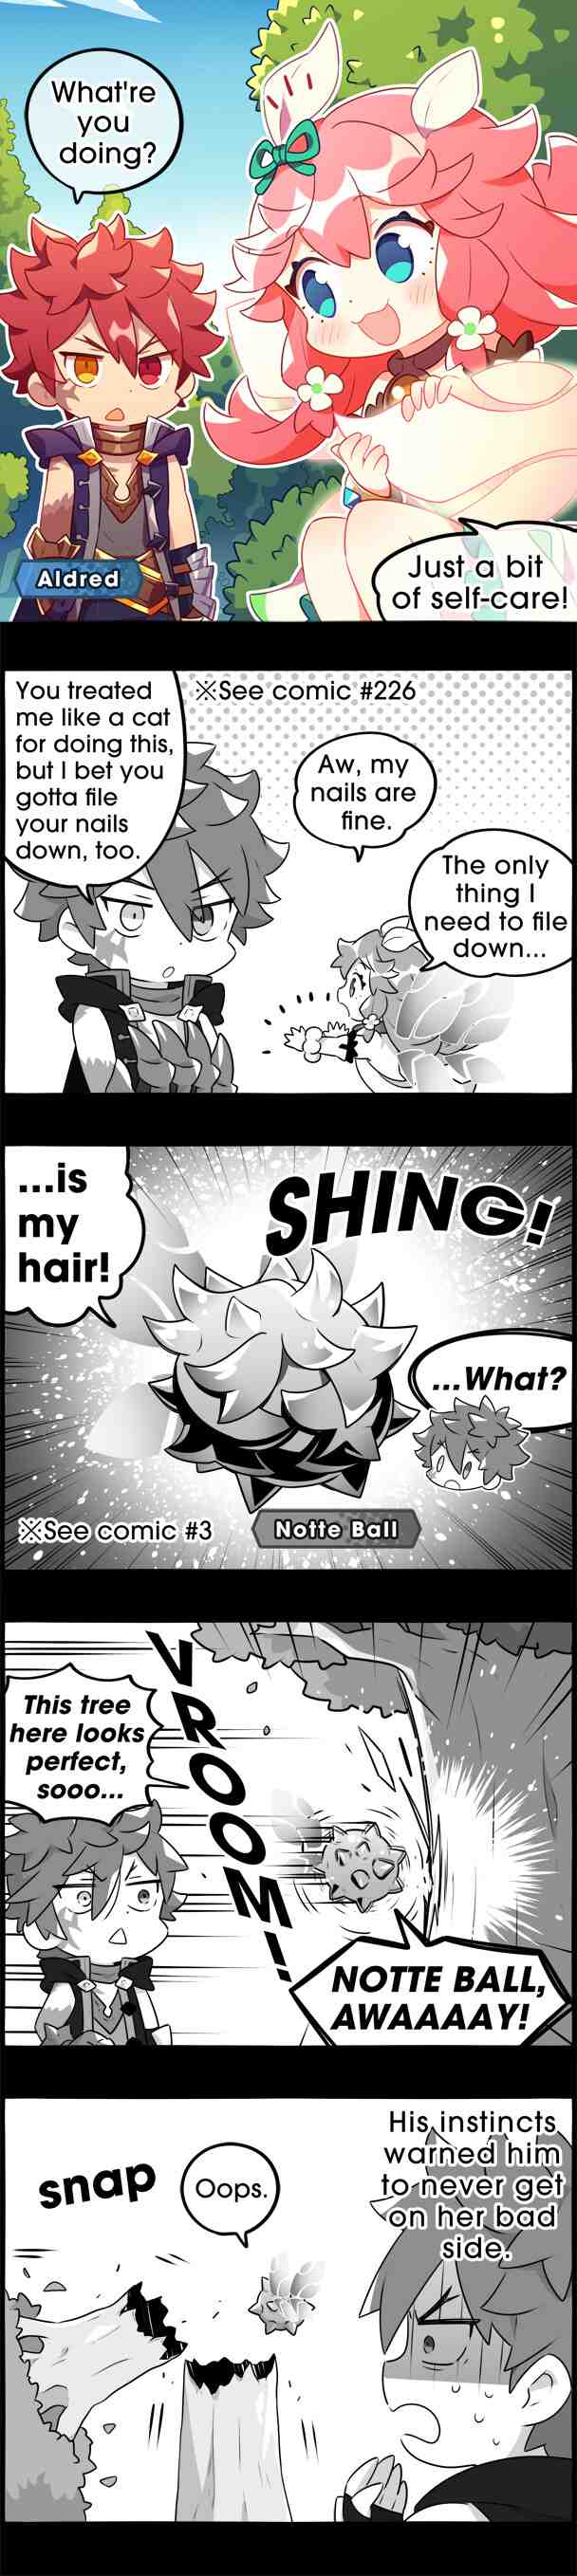 What're
you
doing?
Aldred
Just a bit
of self-care!
You treated
me like a cat
for doing this,
but I bet you
gotta file
your nails
down, too.
※See comic #226
Aw, my
nails are
fine.
The only
thing I
need to file
down...
...is
my
hair!
SHING!
...What?
※See comic #3
Notte Ball
This tree
here looks
perfect,
sooo...
VROOM!
NOTTE BALL,
AWAAAAY!
snap
Oops.
His instincts
warned him
to never get
on her bad
side.